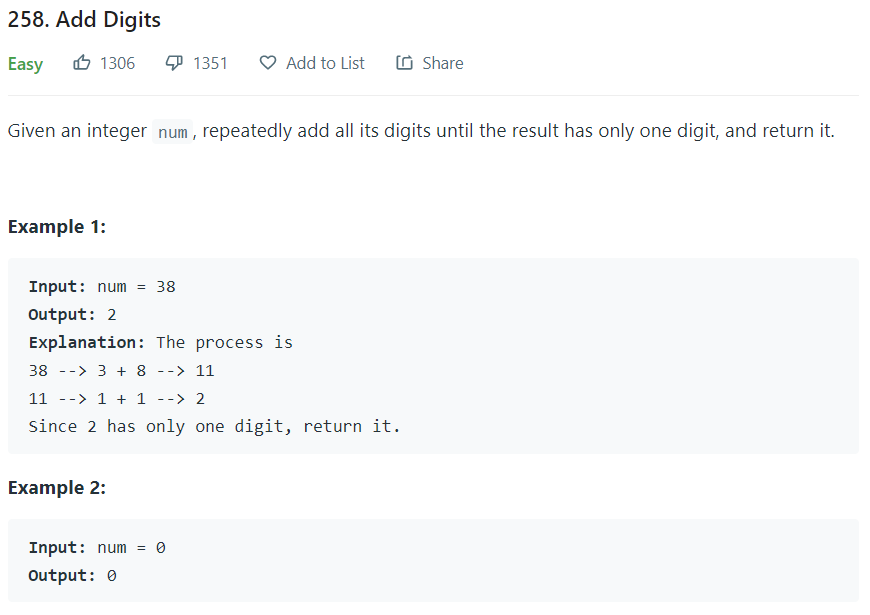 258. Add Digits
Easy 1306 1351 Add to List Share
Given an integer num, repeatedly add all its digits until the result has only one digit, and return it.
Example 1:
Input: num = 38
Output: 2
Explanation: The process is
38 --> 3 + 8 --> 11
11 --> 1 + 1 --> 2
Since 2 has only one digit, return it.
Example 2:
Input: num = 0
Output: 0